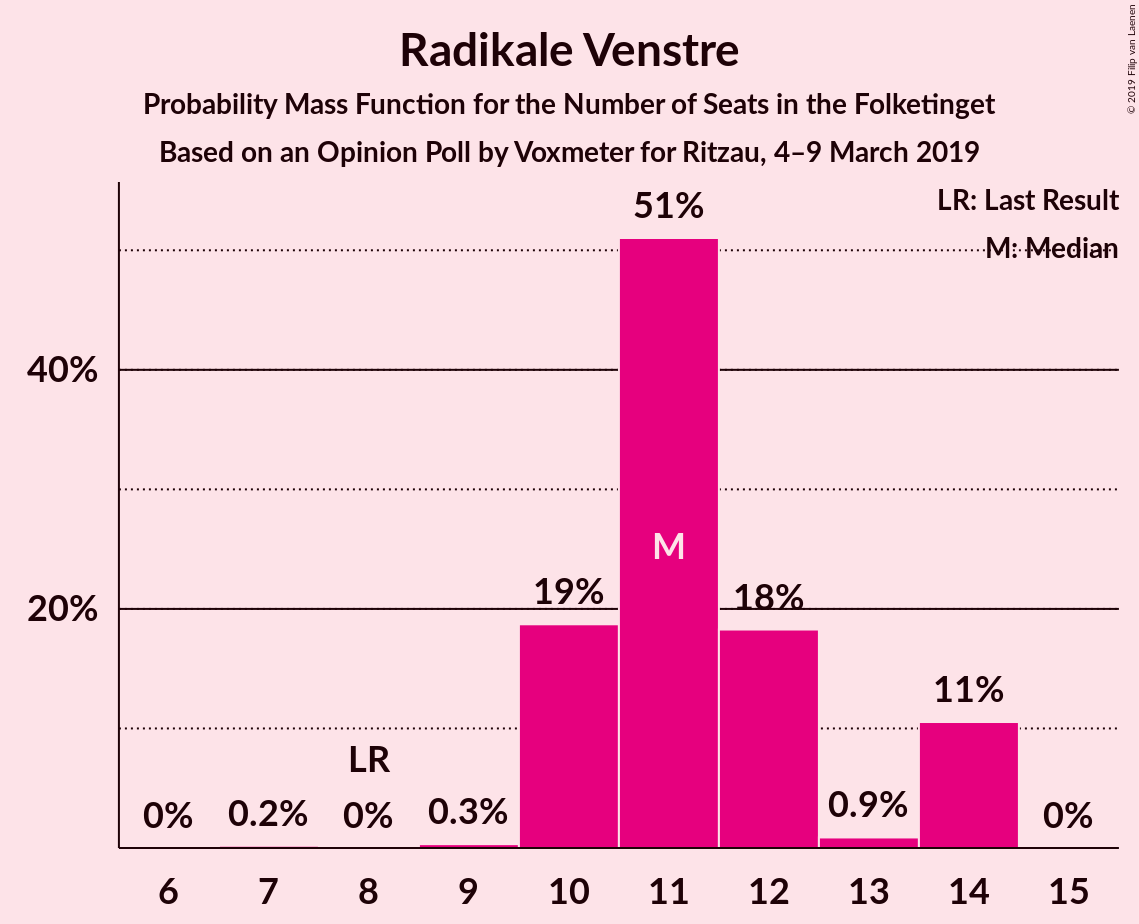 Radikale Venstre
Probability Mass Function for the Number of Seats in the Folketinget
Based on an Opinion Poll by Voxmeter for Ritzau, 4–9 March 2019
© 2019 Filip van Laenen
LR: Last Result
M: Median
51%
40%
M
19%
18%
20%
11%
LR
0%
0.2%
0%
0.3%
0.9%
0%
6 7 8 9 10 11 12 13 14 15